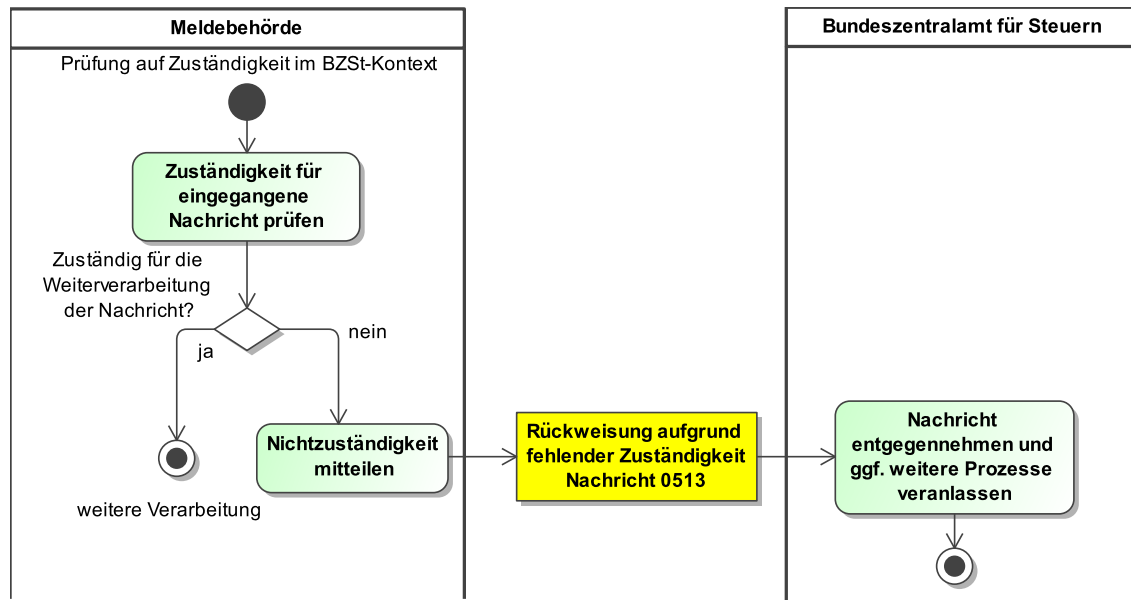 Meldebehörde
Bundeszentralamt für Steuern
Prüfung auf Zuständigkeit im BZSt-Kontext
Zuständigkeit für
eingegangene
Nachricht prüfen
Zuständig für die
Weiterverarbeitung
der Nachricht?
ja
nein
weitere Verarbeitung
Nichtzuständigkeit
mitteilen
Rückweisung aufgrund
fehlender Zuständigkeit
Nachricht 0513
Nachricht
entgegennehmen und
ggf. weitere Prozesse
veranlassen